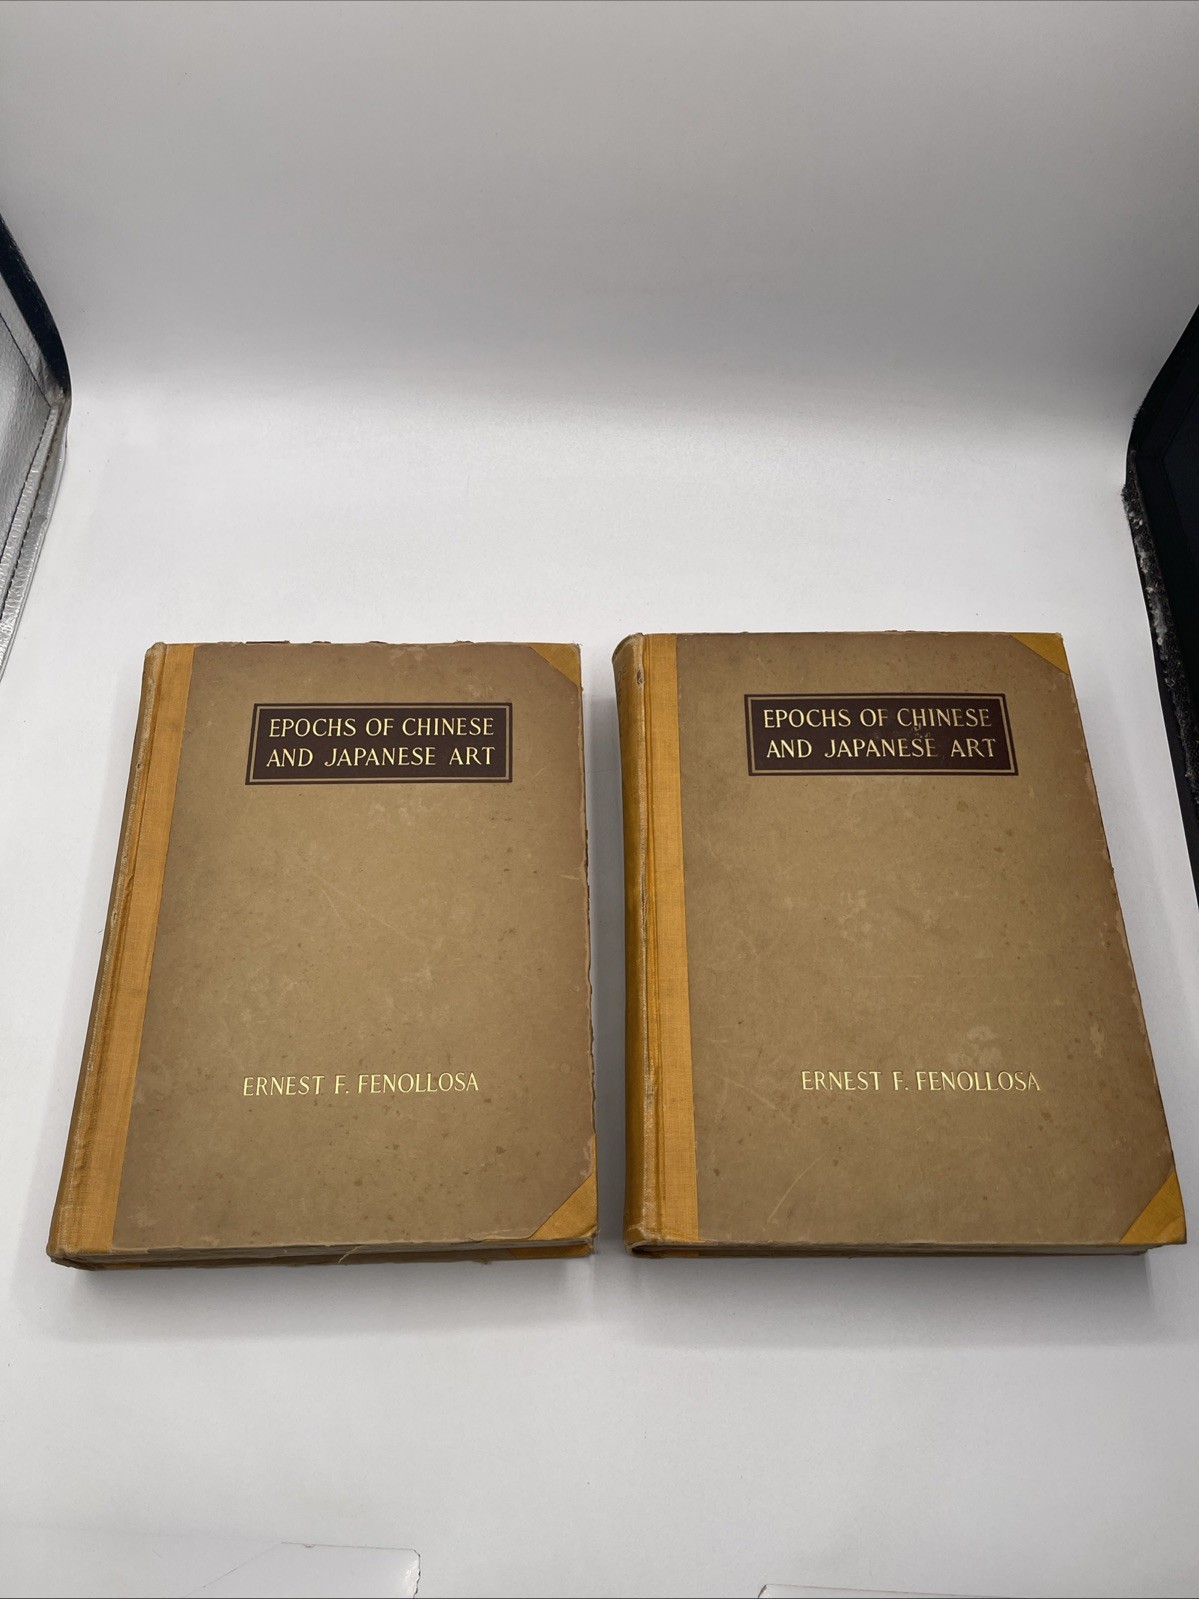 EPOCHS OF CHINESE
AND JAPANESE ART
ERNEST F. FENOLLOSA
EPOCHS OF CHINESE
AND JAPANESE ART
ERNEST F. FENOLLOSA